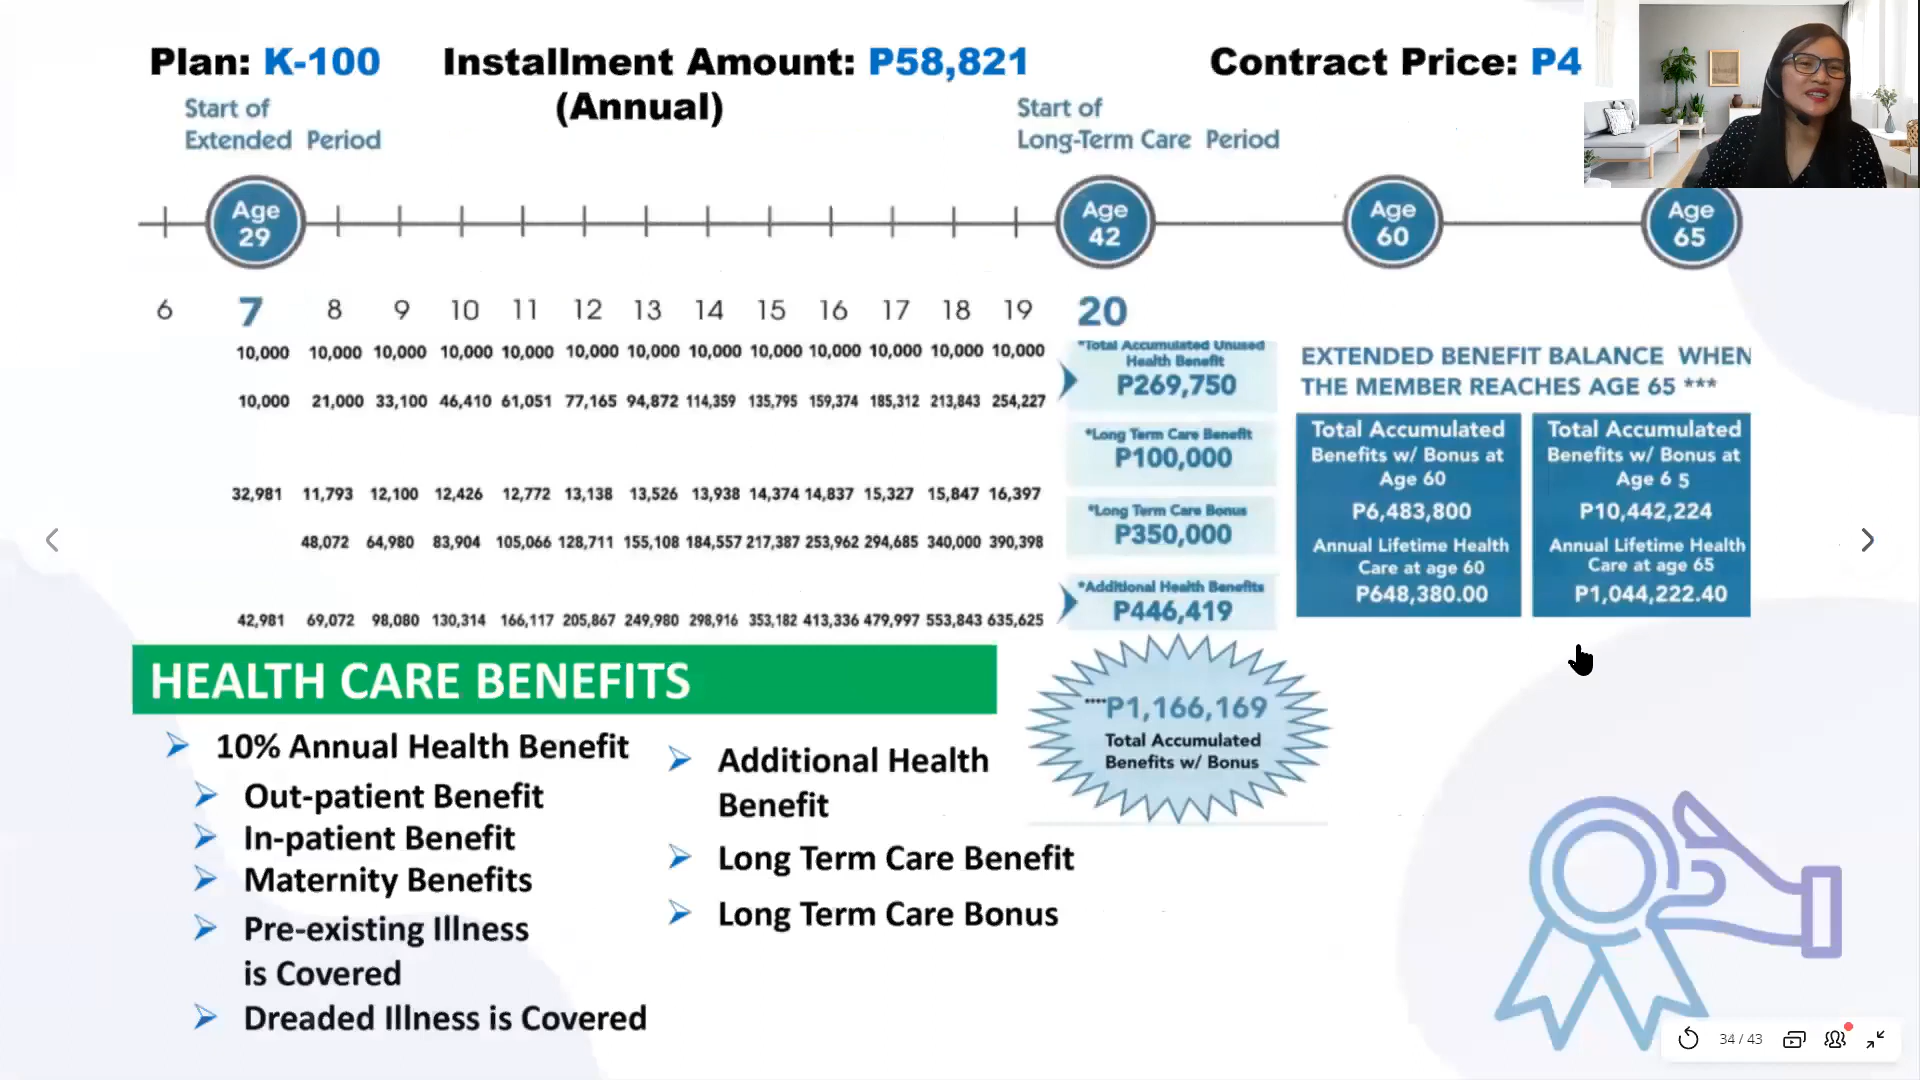 Plan: K-100
Installment Amount: P58,821
(Annual)
Contract Price: P4
Start of
Extended Period
Start of
Long-Term Care Period
Age
29
Age
42
Age
60
Age
65
6 7 8 9 10 11 12 13 14 15 16 17 18 19 20
10,000 10,000 10,000 10,000 10,000 10,000 10,000 10,000 10,000 10,000 10,000 10,000 10,000
10,000 21,000 33,100 46,410 61,051 77,165 94,872 114,359 135,795 159,374 185,312 213,843 254,227
32,981 11,793 12,100 12,426 12,772 13,138 13,526 13,938 14,374 14,837 15,327 15,847 16,397
48,072 64,980 83,904 105,066 128,711 155,108 184,557 217,387 253,962 294,685 340,000 390,398
42,981 69,072 98,080 130,314 166,117 205,867 249,980 298,916 353,182 413,336 479,997 553,843 635,625
*Total Accumulated Unused
Health Benefit
P269,750
*Long Term Care Benefit
P100,000
*Long Term Care Bonus
P350,000
*Additional Health Benefits
P446,419
****P1,166,169
Total Accumulated
Benefits w/ Bonus
EXTENDED BENEFIT BALANCE WHEN
THE MEMBER REACHES AGE 65 ***
Total Accumulated
Benefits w/ Bonus at
Age 60
P6,483,800
Annual Lifetime Health
Care at age 60
P648,380.00
Total Accumulated
Benefits w/ Bonus at
Age 6 5
P10,442,224
Annual Lifetime Health
Care at age 65
P1,044,222.40
HEALTH CARE BENEFITS
10% Annual Health Benefit
Out-patient Benefit
In-patient Benefit
Maternity Benefits
Pre-existing Illness
is Covered
Dreaded Illness is Covered
Additional Health
Benefit
Long Term Care Benefit
Long Term Care Bonus
34 / 43